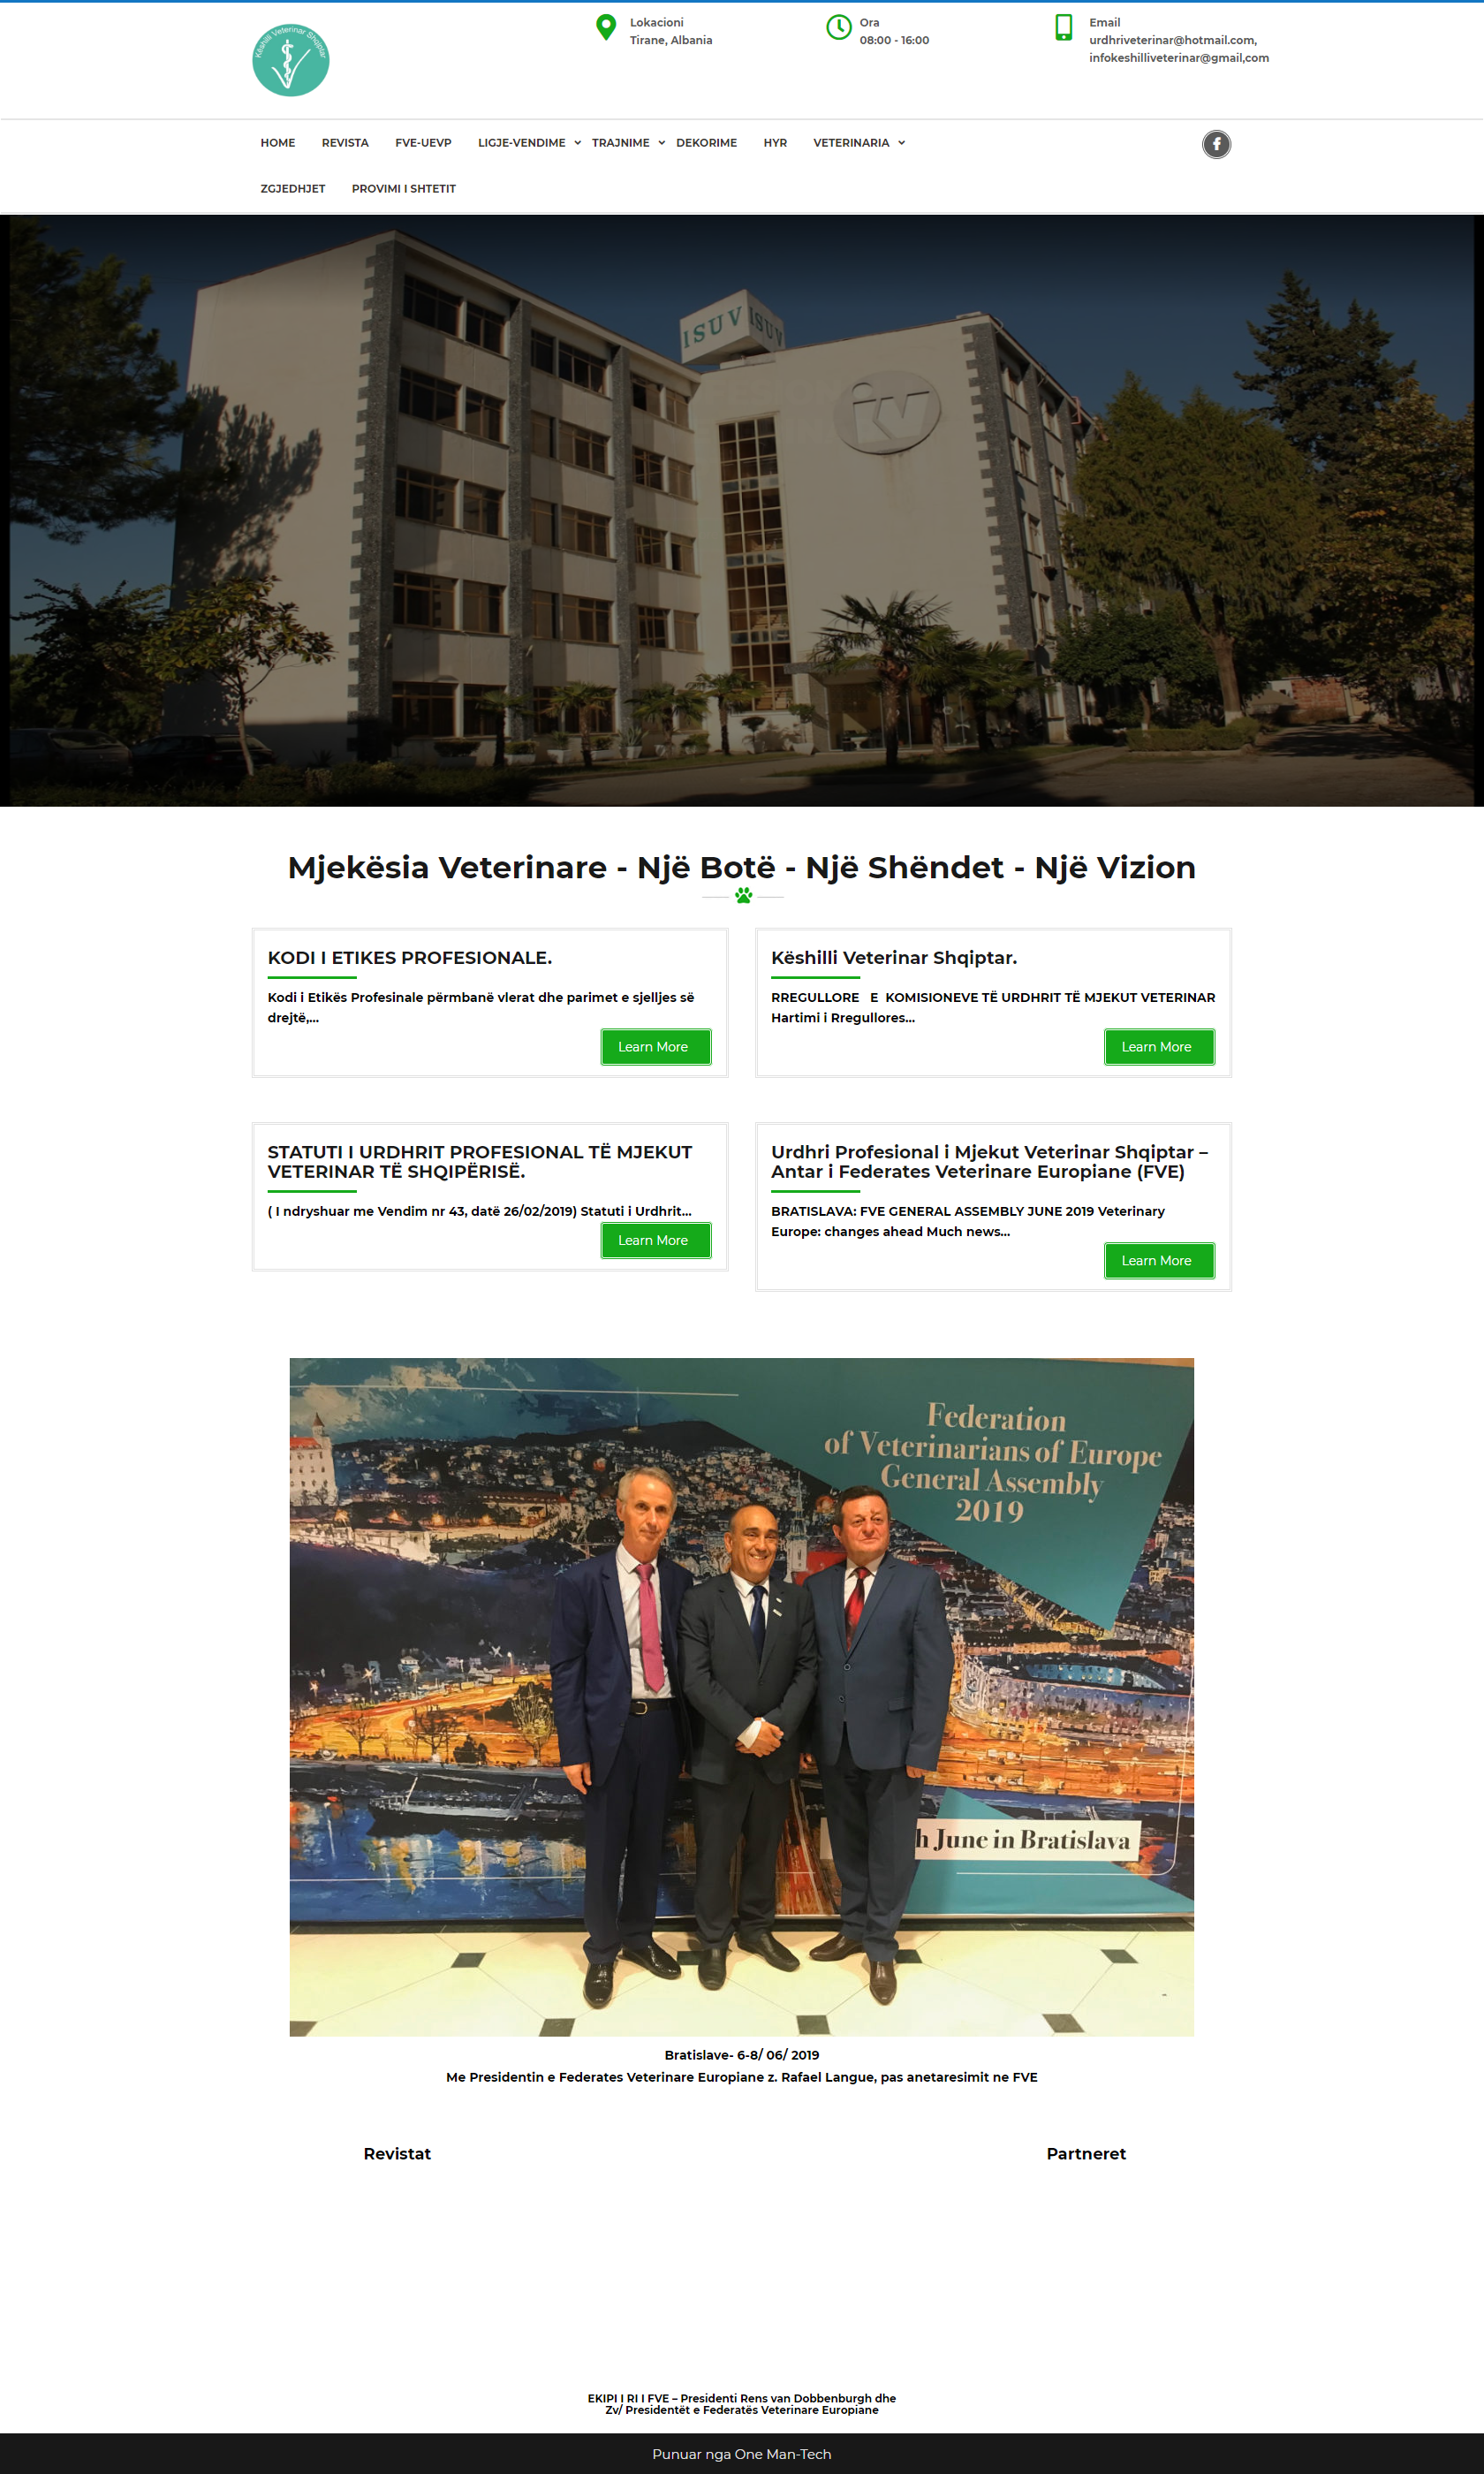 Këshilli Veterinar Shqiptar
Lokacioni
Tirane, Albania
Ora
08:00 - 16:00
Email
urdhriveterinar@hotmail.com,
infokeshilliveterinar@gmail,com
HOME REVISTA FVE-UEVP LIGJE-VENDIME TRAJNIME DEKORIME HYR VETERINARIA
ZGJEDHJET PROVIMI I SHTETIT
ISUV ISUV
Mjekësia Veterinare - Një Botë - Një Shëndet - Një Vizion
KODI I ETIKES PROFESIONALE.
Kodi i Etikës Profesinale përmbanë vlerat dhe parimet e sjelljes së
drejtë,...
Learn More
Këshilli Veterinar Shqiptar.
RREGULLORE E KOMISIONEVE TË URDHRIT TË MJEKUT VETERINAR
Hartimi i Rregullores...
Learn More
STATUTI I URDHRIT PROFESIONAL TË MJEKUT
VETERINAR TË SHQIPËRISË.
( I ndryshuar me Vendim nr 43, datë 26/02/2019) Statuti i Urdhrit...
Learn More
Urdhri Profesional i Mjekut Veterinar Shqiptar –
Antar i Federates Veterinare Europiane (FVE)
BRATISLAVA: FVE GENERAL ASSEMBLY JUNE 2019 Veterinary
Europe: changes ahead Much news...
Learn More
Federation
of Veterinarians of Europe
General Assembly
2019
h June in Bratislava
Bratislave- 6-8/ 06/ 2019
Me Presidentin e Federates Veterinare Europiane z. Rafael Langue, pas anetaresimit ne FVE
Revistat
Partneret
EKIPI I RI I FVE – Presidenti Rens van Dobbenburgh dhe
Zv/ Presidentët e Federatës Veterinare Europiane
Punuar nga One Man-Tech